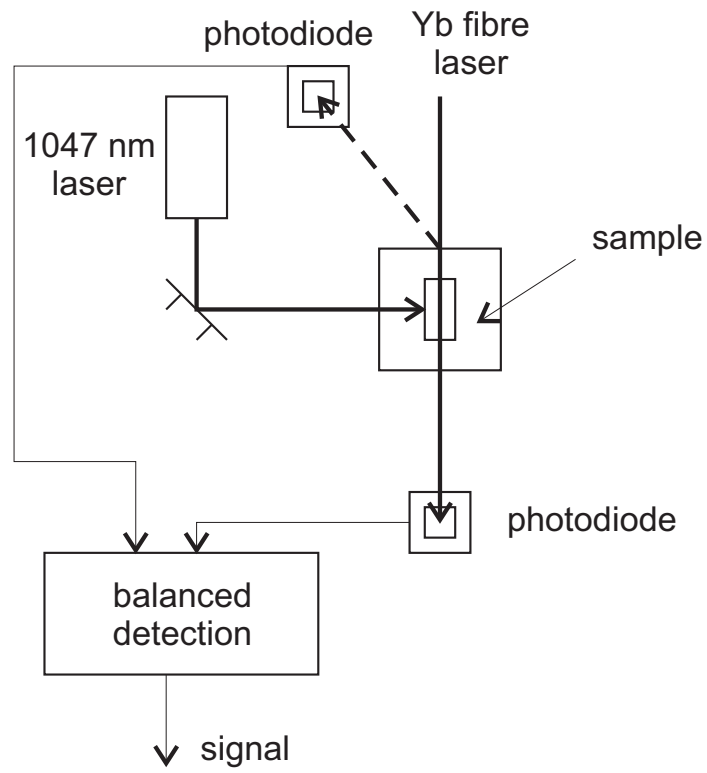 photodiode
Yb fibre
laser
1047 nm
laser
sample
photodiode
balanced
detection
signal